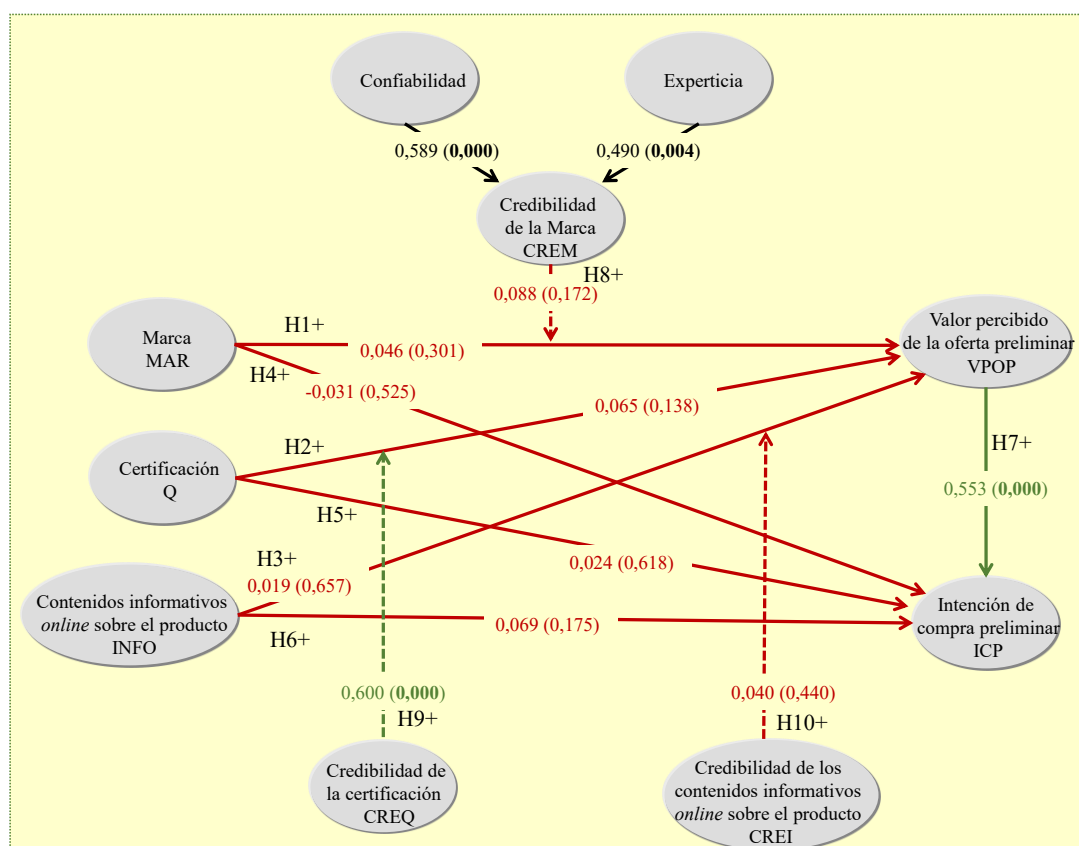 Confiabilidad
Experticia
0,589 (0,000)
0,490 (0,004)
Credibilidad
de la Marca
CREM
H8+
0,088 (0,172)
Marca
MAR
H1+
0,046 (0,301)
Valor percibido
de la oferta preliminar
VPOP
H4+
-0,031 (0,525)
0,065 (0,138)
Certificación
Q
H2+
H7+
H5+
0,553 (0,000)
H3+
0,019 (0,657)
0,024 (0,618)
Contenidos informativos
online sobre el producto
INFO
H6+
0,069 (0,175)
Intención de
compra preliminar
ICP
0,600 (0,000)
H9+
0,040 (0,440)
H10+
Credibilidad de
la certificación
CREQ
Credibilidad de los
contenidos informativos
online sobre el producto
CREI